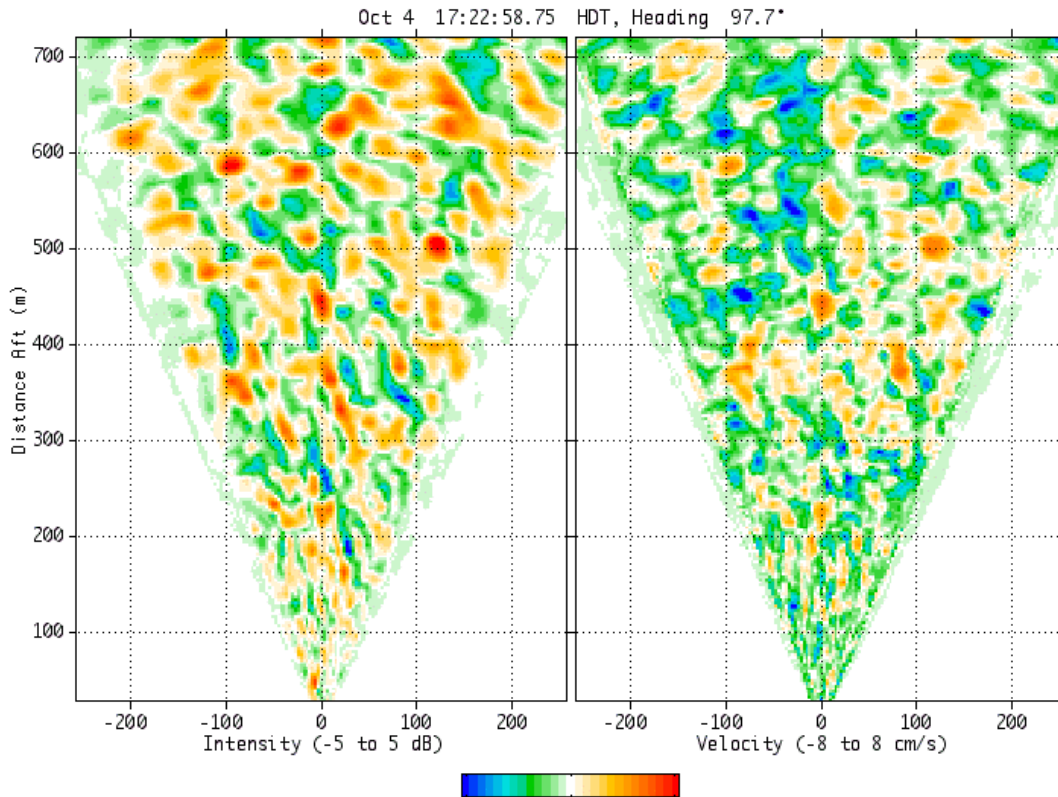 Oct 4 17:22:58.75 HDT, Heading 97.7°
700
600
500
400
300
200
100
Distance Aft (m)
-200 -100 0 100 200 -200 -100 0 100 200
Intensity (-5 to 5 dB) Velocity (-8 to 8 cm/s)